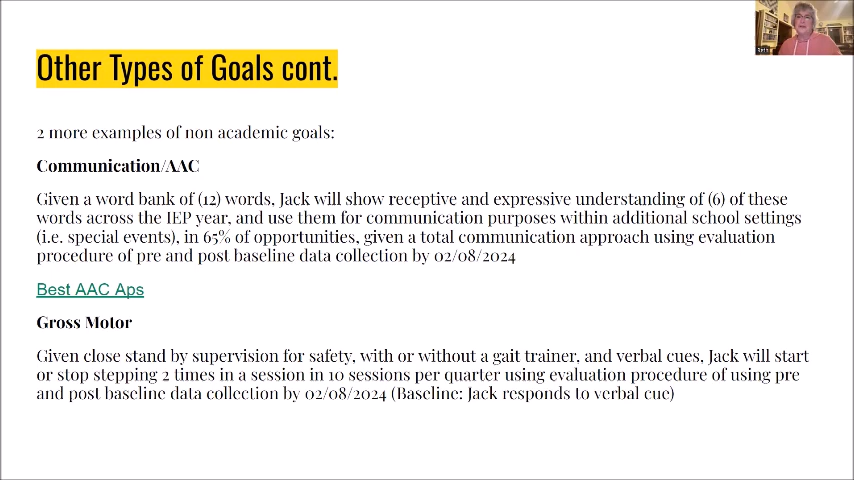 Other Types of Goals cont.
2 more examples of non academic goals:
Communication/AAC
Given a word bank of (12) words, Jack will show receptive and expressive understanding of (6) of these
words across the IEP year, and use them for communication purposes within additional school settings
(i.e. special events), in 65% of opportunities, given a total communication approach using evaluation
procedure of pre and post baseline data collection by 02/08/2024
Best AAC Aps
Gross Motor
Given close stand by supervision for safety, with or without a gait trainer, and verbal cues, Jack will start
or stop stepping 2 times in a session in 10 sessions per quarter using evaluation procedure of using pre
and post baseline data collection by 02/08/2024 (Baseline: Jack responds to verbal cue)